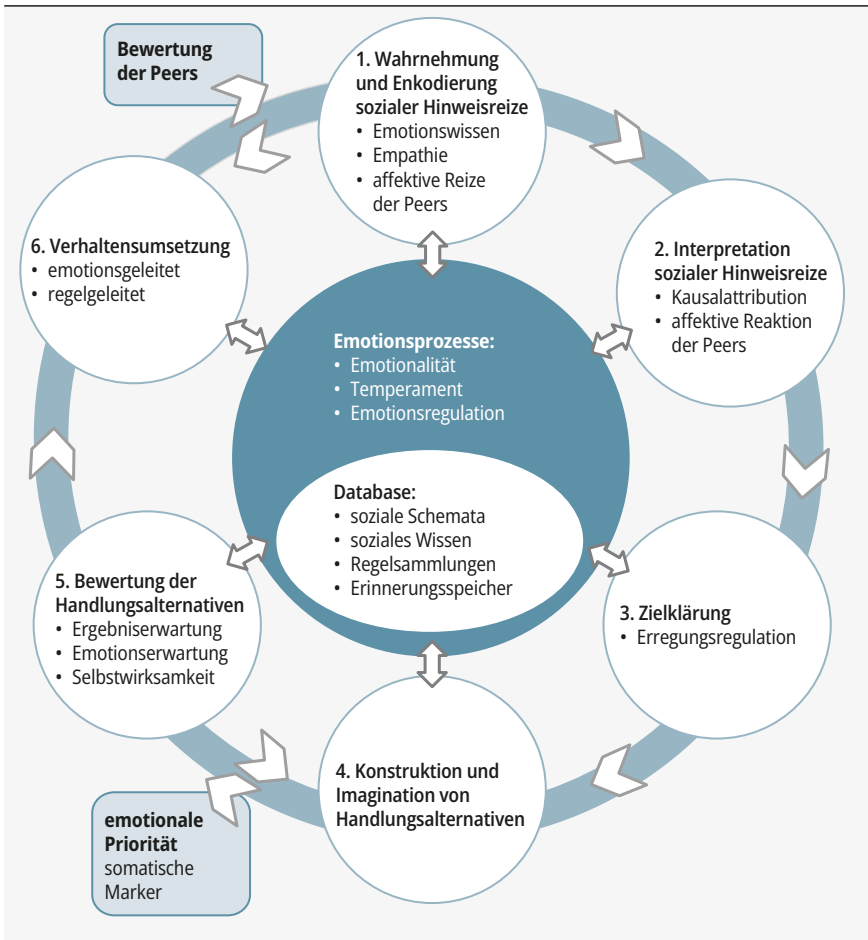 Bewertung
der Peers
1. Wahrnehmung
und Enkodierung
sozialer Hinweisreize
• Emotionswissen
• Empathie
• affektive Reize
der Peers
2. Interpretation
sozialer Hinweisreize
• Kausalattribution
• affektive Reaktion
der Peers
6. Verhaltensumsetzung
• emotionsgeleitet
• regelgeleitet
Emotionsprozesse:
• Emotionalität
• Temperament
• Emotionsregulation
Database:
• soziale Schemata
• soziales Wissen
• Regelsammlungen
• Erinnerungsspeicher
3. Zielklärung
• Erregungsregulation
5. Bewertung der
Handlungsalternativen
• Ergebniserwartung
• Emotionserwartung
• Selbstwirksamkeit
4. Konstruktion und
Imagination von
Handlungsalternativen
emotionale
Priorität
somatische
Marker